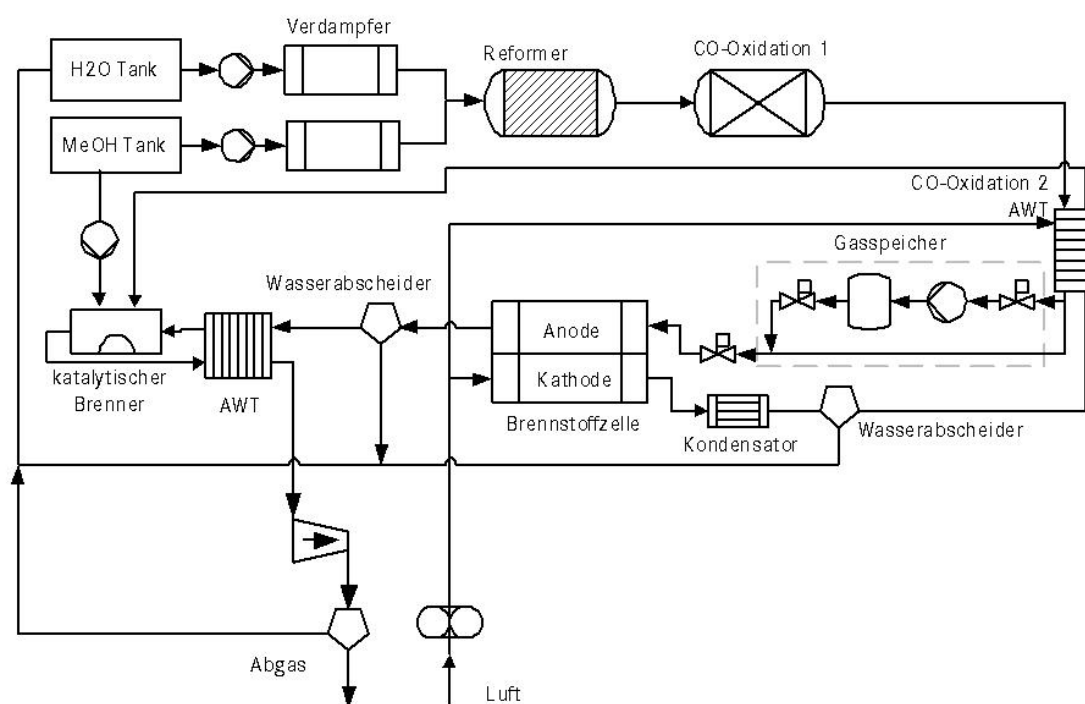 Verdampfer
Reformer
CO-Oxidation 1
H2O Tank
MeOH Tank
CO-Oxidation 2
AWT
Gasspeicher
Wasserabscheider
Anode
Kathode
katalytischer
Brenner
AWT
Brennstoffzelle
Kondensator
Wasserabscheider
Abgas
Luft